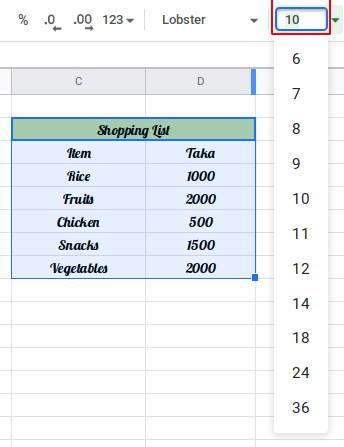 % .0 .00 123 Lobster 10
6
7
8
9
10
11
12
14
18
24
36
C D
Shopping List
Item Taka
Rice 1000
Fruits 2000
Chicken 500
Snacks 1500
Vegetables 2000